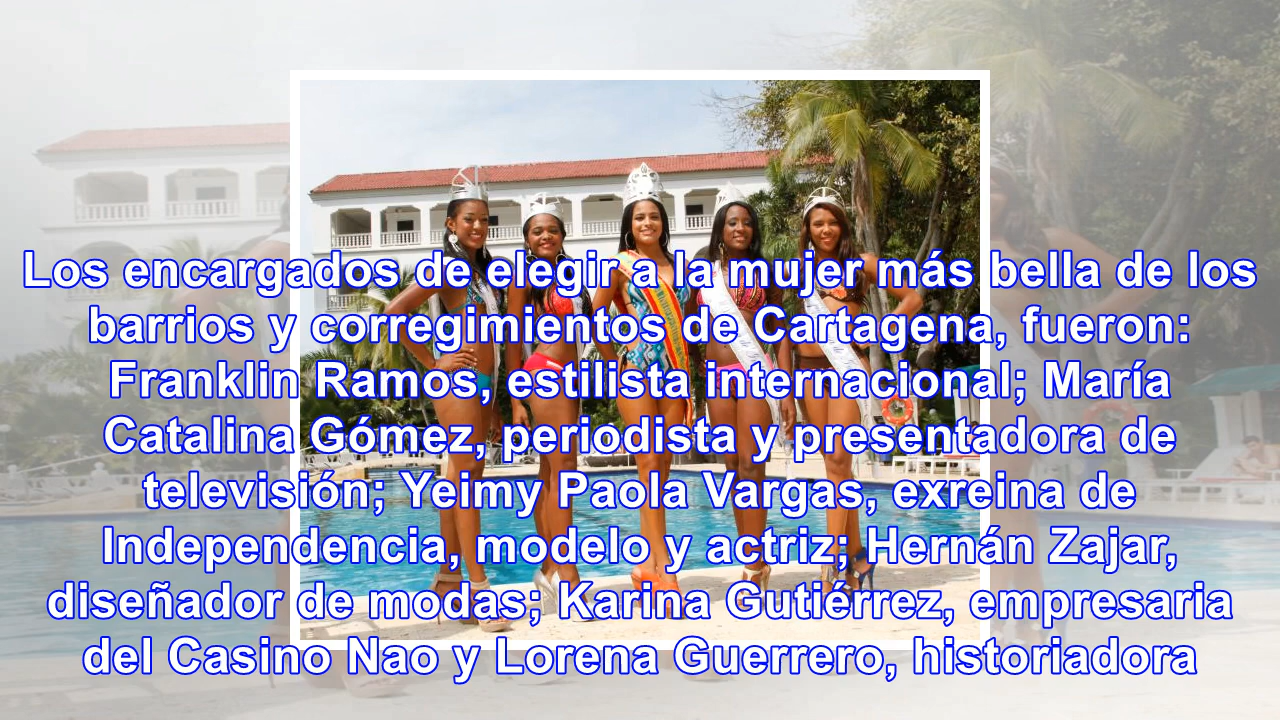 Los encargados de elegir a la mujer más bella de los
barrios y corregimientos de Cartagena, fueron:
Franklin Ramos, estilista internacional; María
Catalina Gómez, periodista y presentadora de
televisión; Yeimy Paola Vargas, exreina de
Independencia, modelo y actriz; Hernán Zajar,
diseñador de modas; Karina Gutiérrez, empresaria
del Casino Nao y Lorena Guerrero, historiadora